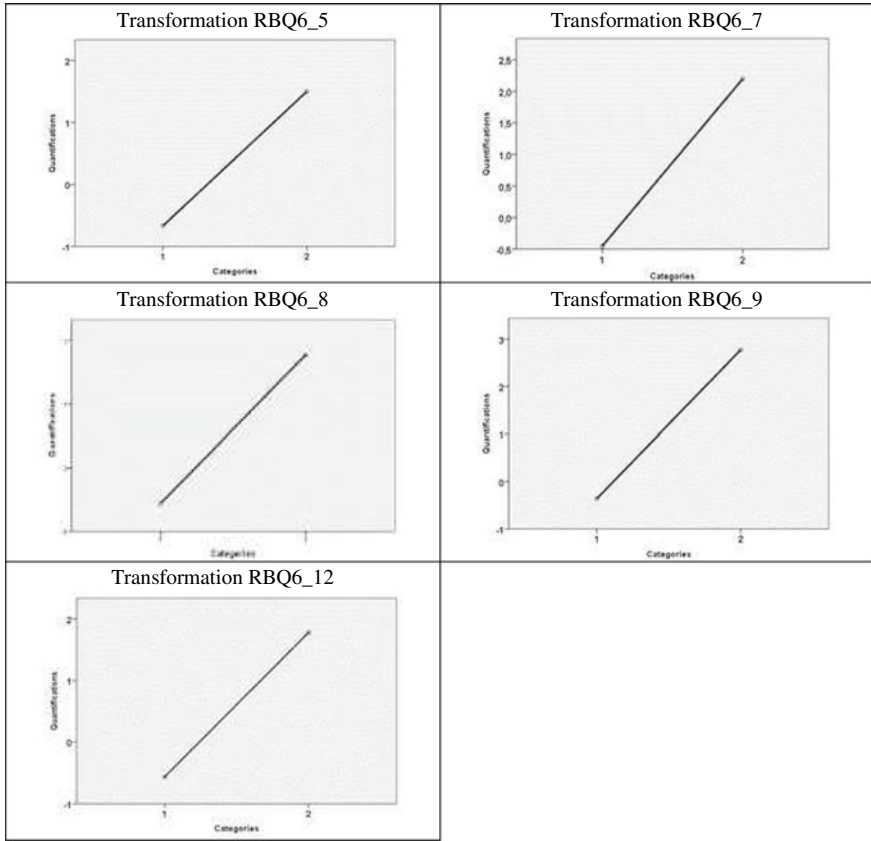 Transformation RBQ6_5
2
1
0
-1
Quantifications
1 2
Categories
Transformation RBQ6_7
2,5
2,0
1,5
1,0
0,5
0,0
-0,5
Quantifications
1 2
Categories
Transformation RBQ6_8
Quantifications
Categories
Transformation RBQ6_9
3
2
1
0
-1
Quantifications
1 2
Categories
Transformation RBQ6_12
2
1
0
-1
Quantifications
1 2
Categories